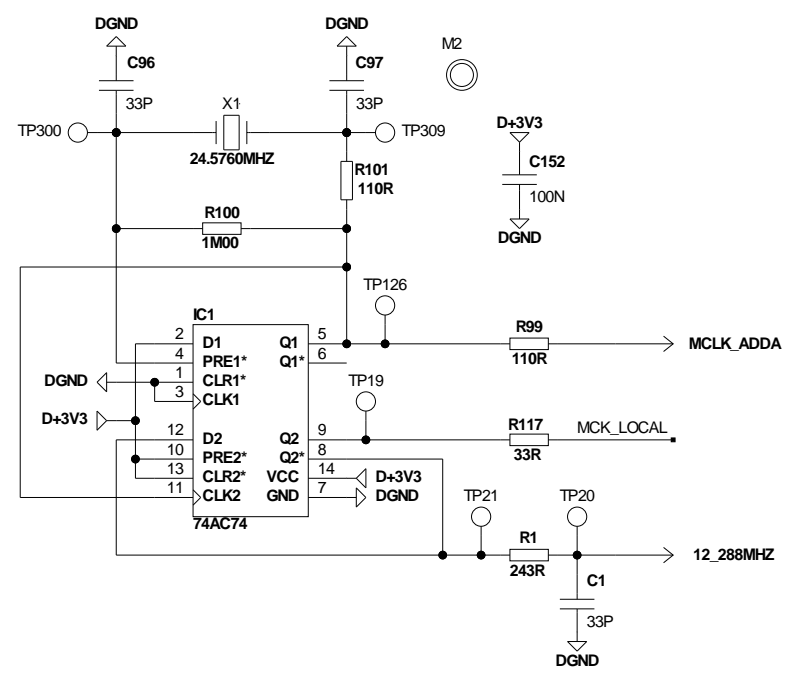 DGND
DGND
M2
C96
C97
33P
33P
X1
TP300
TP309
24.5760MHZ
D+3V3
R101
110R
C152
100N
DGND
R100
1M00
TP126
IC1
2 D1 Q1 5
4 PRE1* Q1* 6
1 CLR1*
3 CLK1
DGND
D+3V3
12 D2 Q2 9
10 PRE2* Q2* 8
13 CLR2* VCC 14
11 CLK2 GND 7
74AC74
R99
110R
MCLK_ADDA
TP19
R117
33R
MCK_LOCAL
D+3V3
DGND
TP21
TP20
R1
243R
12_288MHZ
C1
33P
DGND